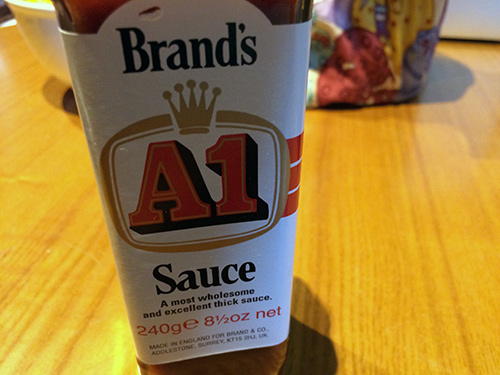 Brand's
A1
Sauce
A most wholesome
and excellent thick sauce.
240g℮ 8½oz net
MADE IN ENGLAND FOR BRAND & CO.,
ADDLESTONE, SURREY, KT15 2HJ, UK.